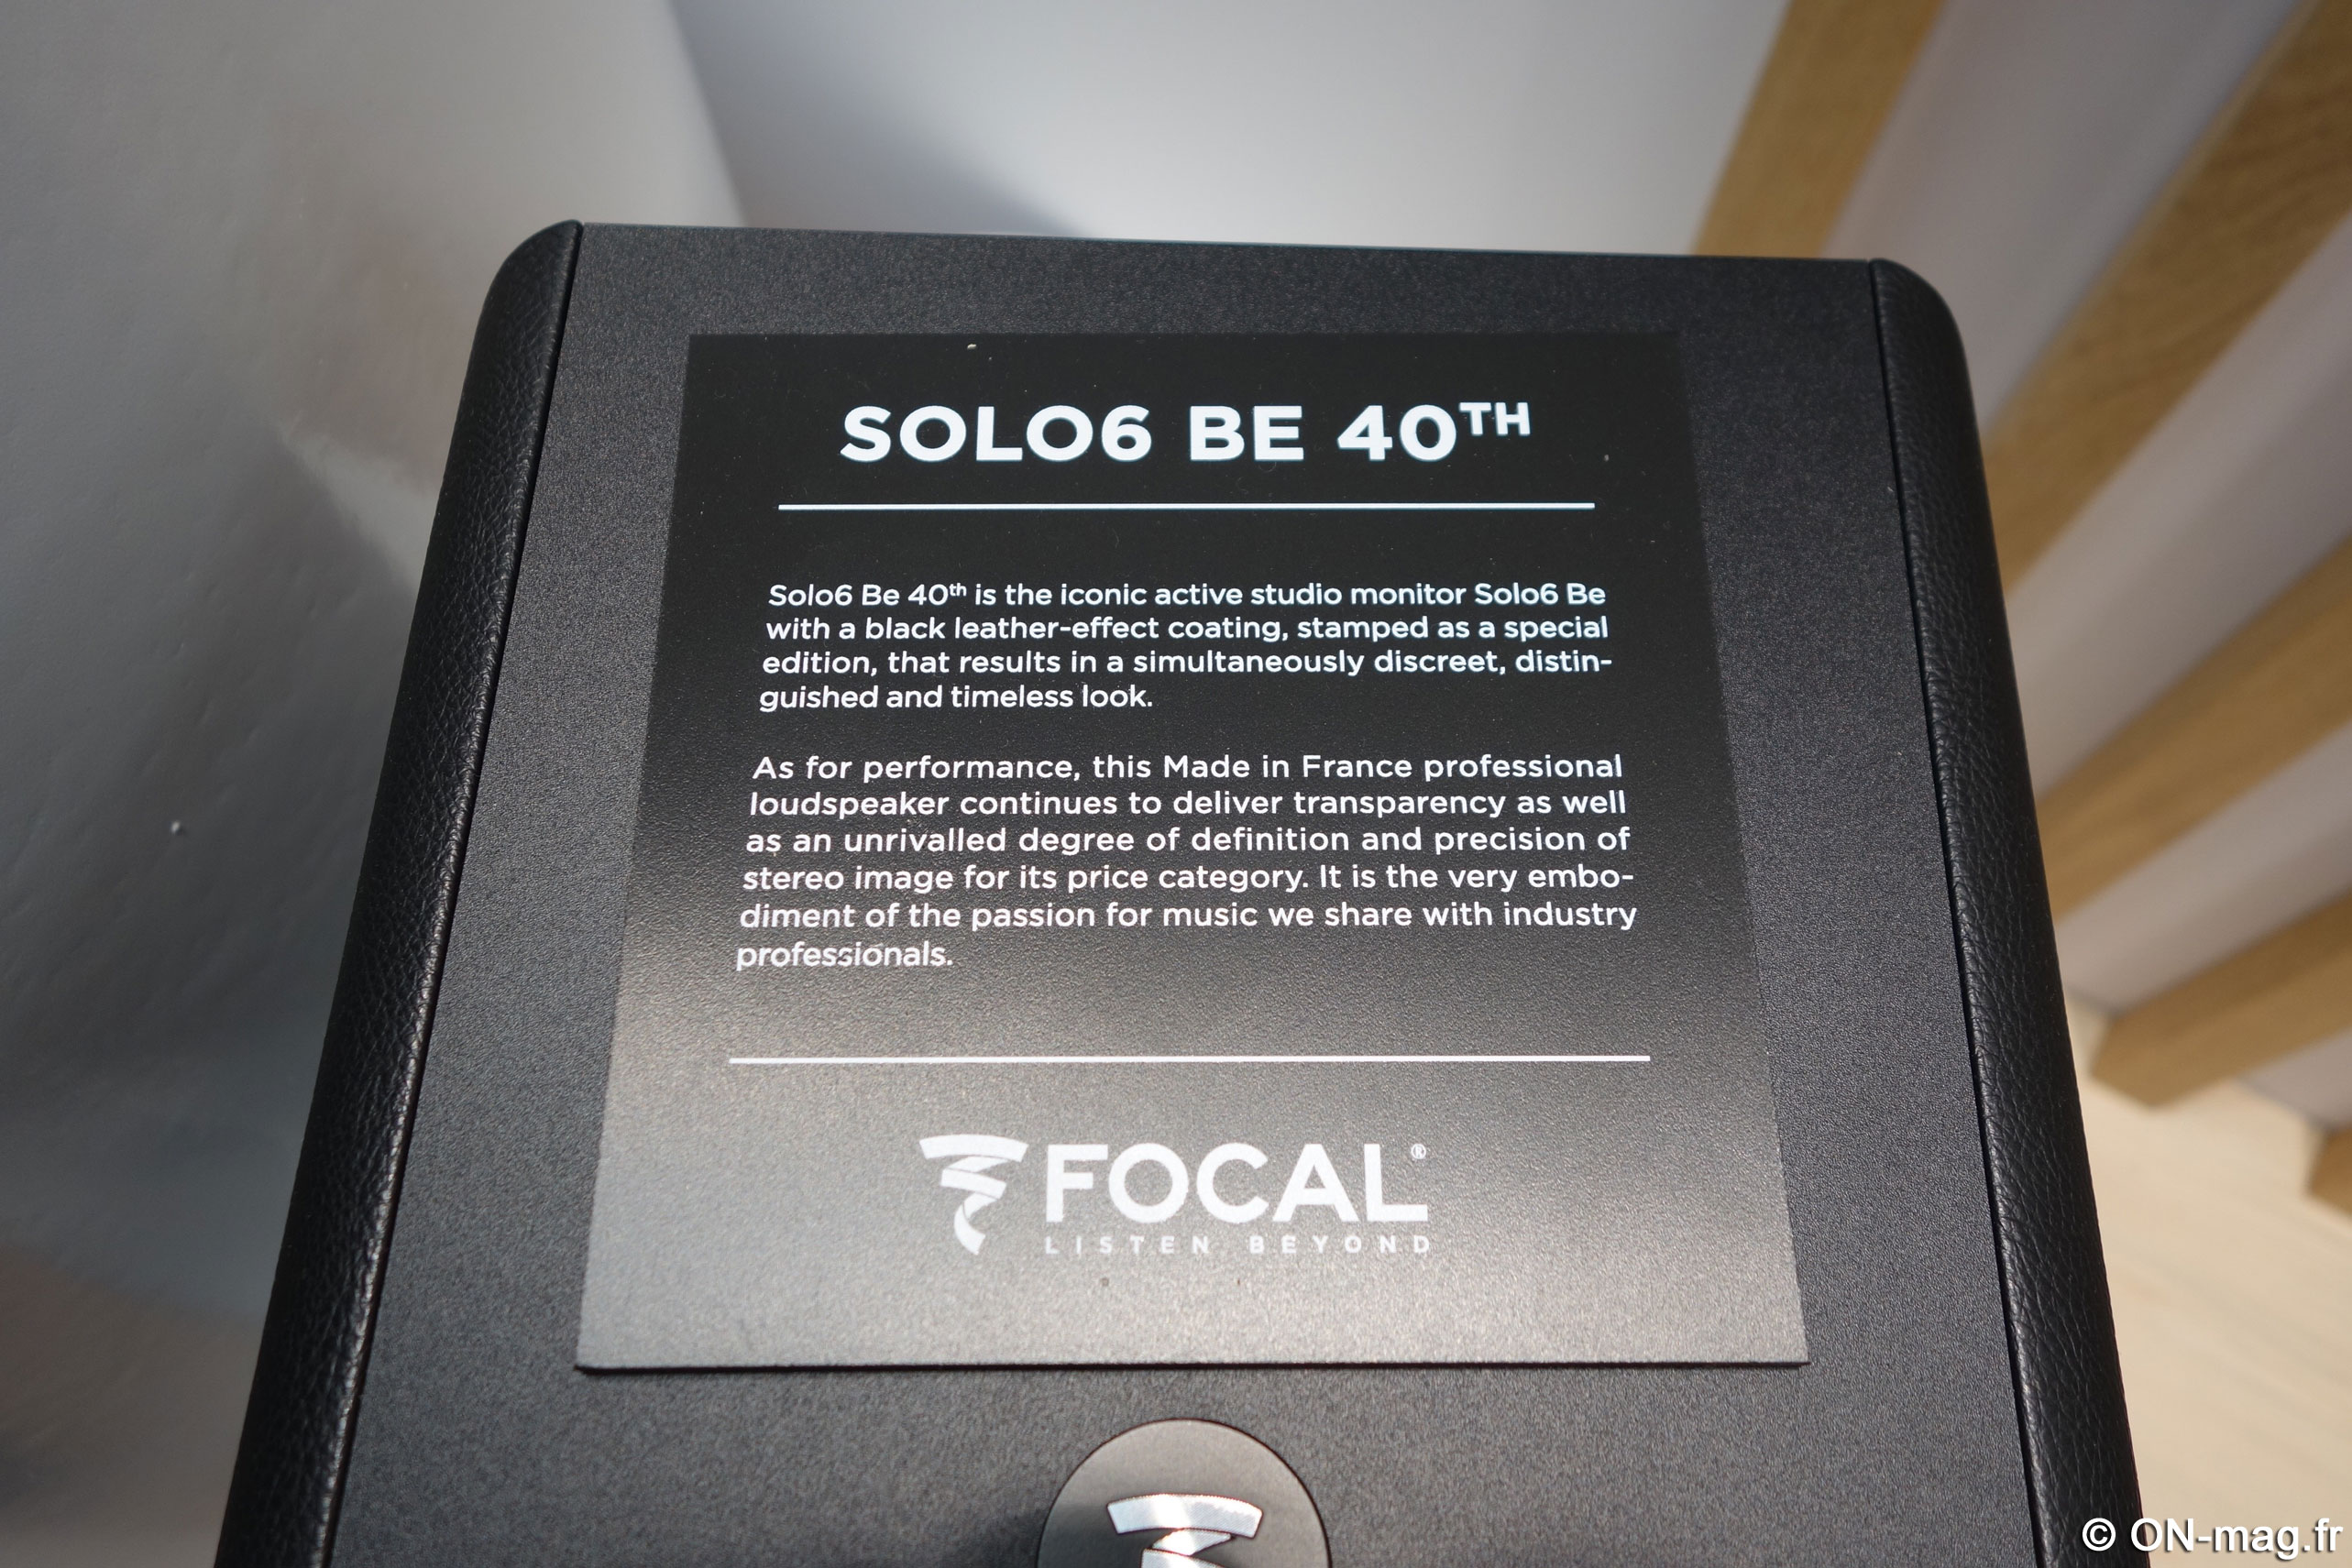 SOLO6 BE 40TH
Solo6 Be 40th is the iconic active studio monitor Solo6 Be
with a black leather-effect coating, stamped as a special
edition, that results in a simultaneously discreet, distin-
guished and timeless look.
As for performance, this Made in France professional
loudspeaker continues to deliver transparency as well
as an unrivalled degree of definition and precision of
stereo image for its price category. It is the very embo-
diment of the passion for music we share with industry
professionals.
FOCAL®
LISTEN BEYOND
© ON-mag.fr